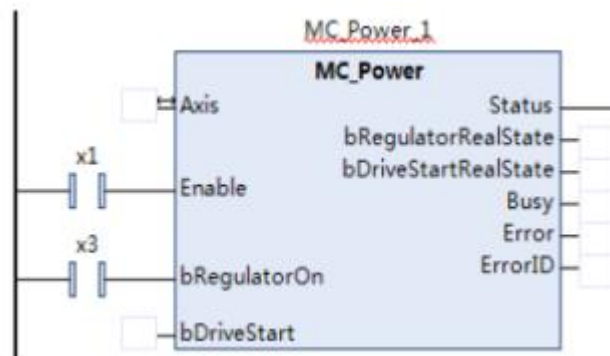 MC_Power_1
MC_Power
Axis
Status
bRegulatorRealState
x1
bDriveStartRealState
Enable
Busy
x3
Error
bRegulatorOn
ErrorID
bDriveStart